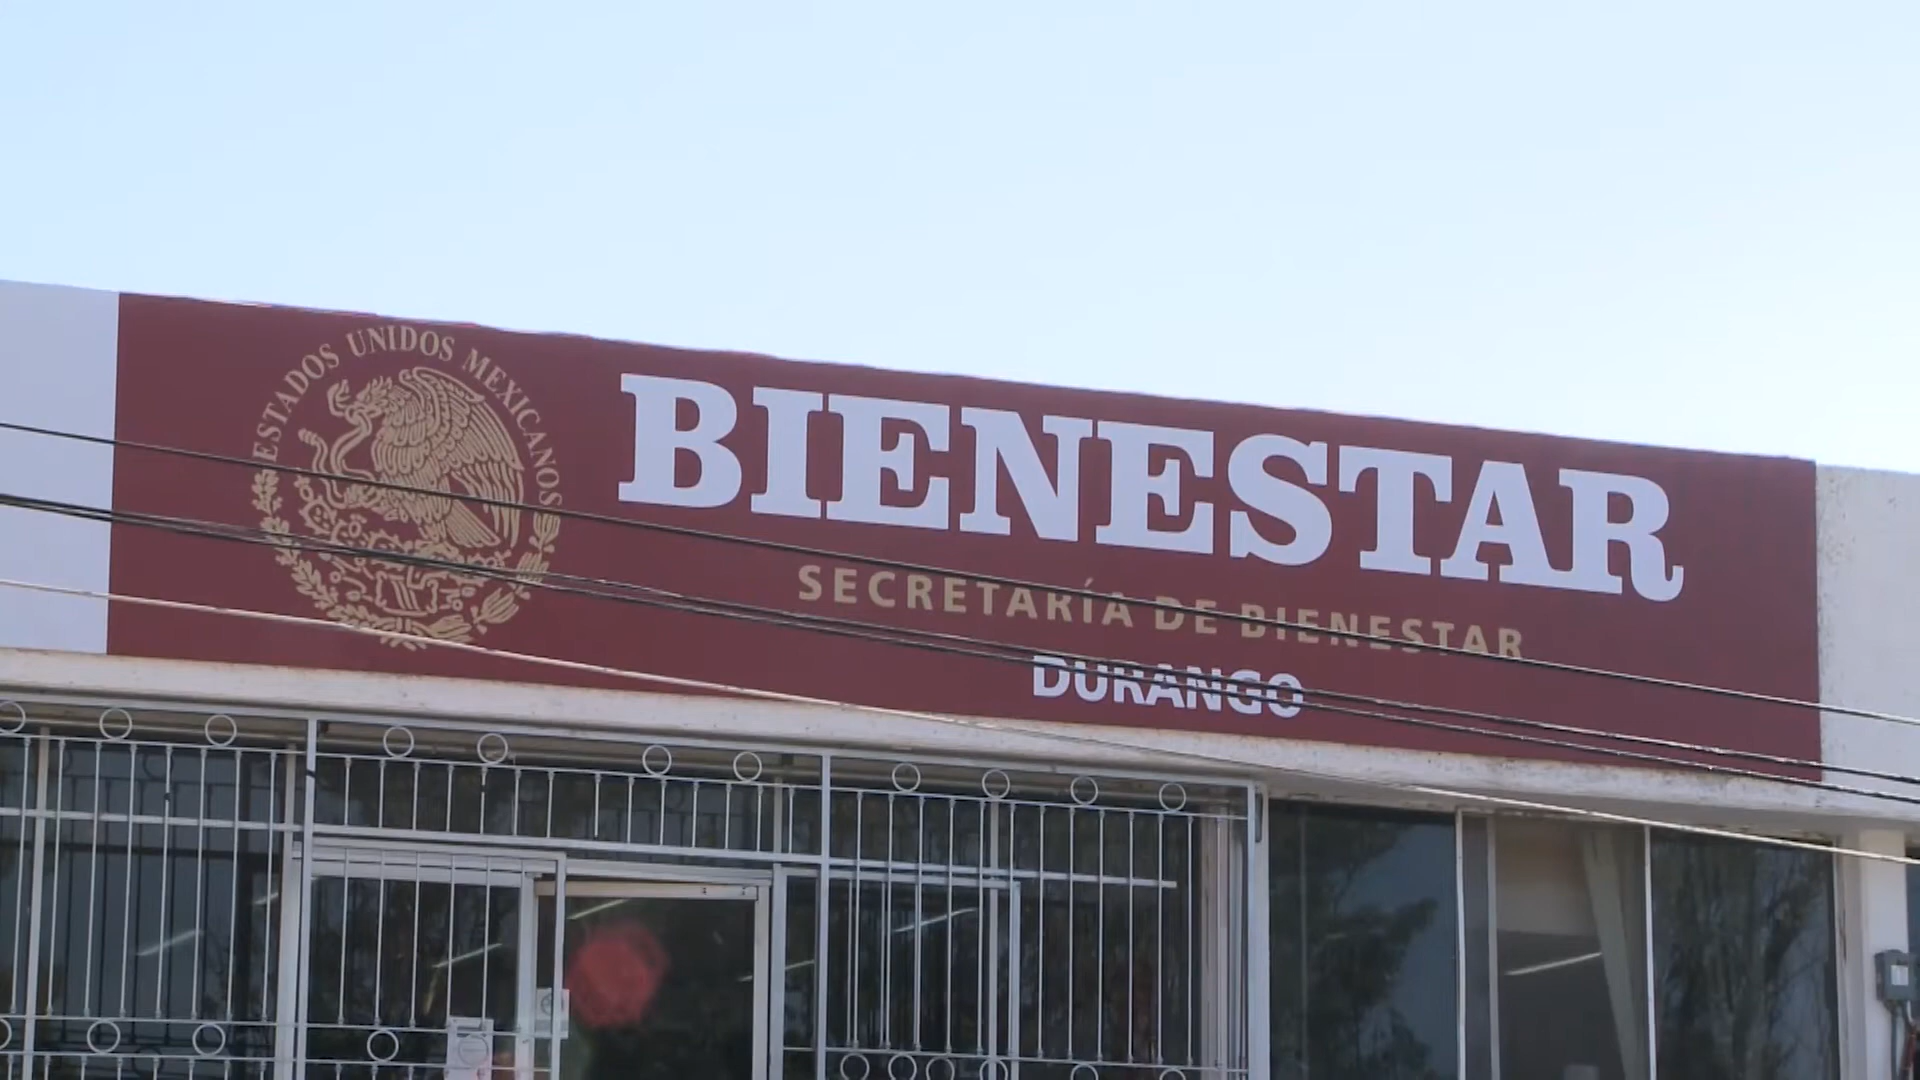 ESTADOS UNIDOS MEXICANOS
BIENESTAR
SECRETARÍA DE BIENESTAR
DURANGO